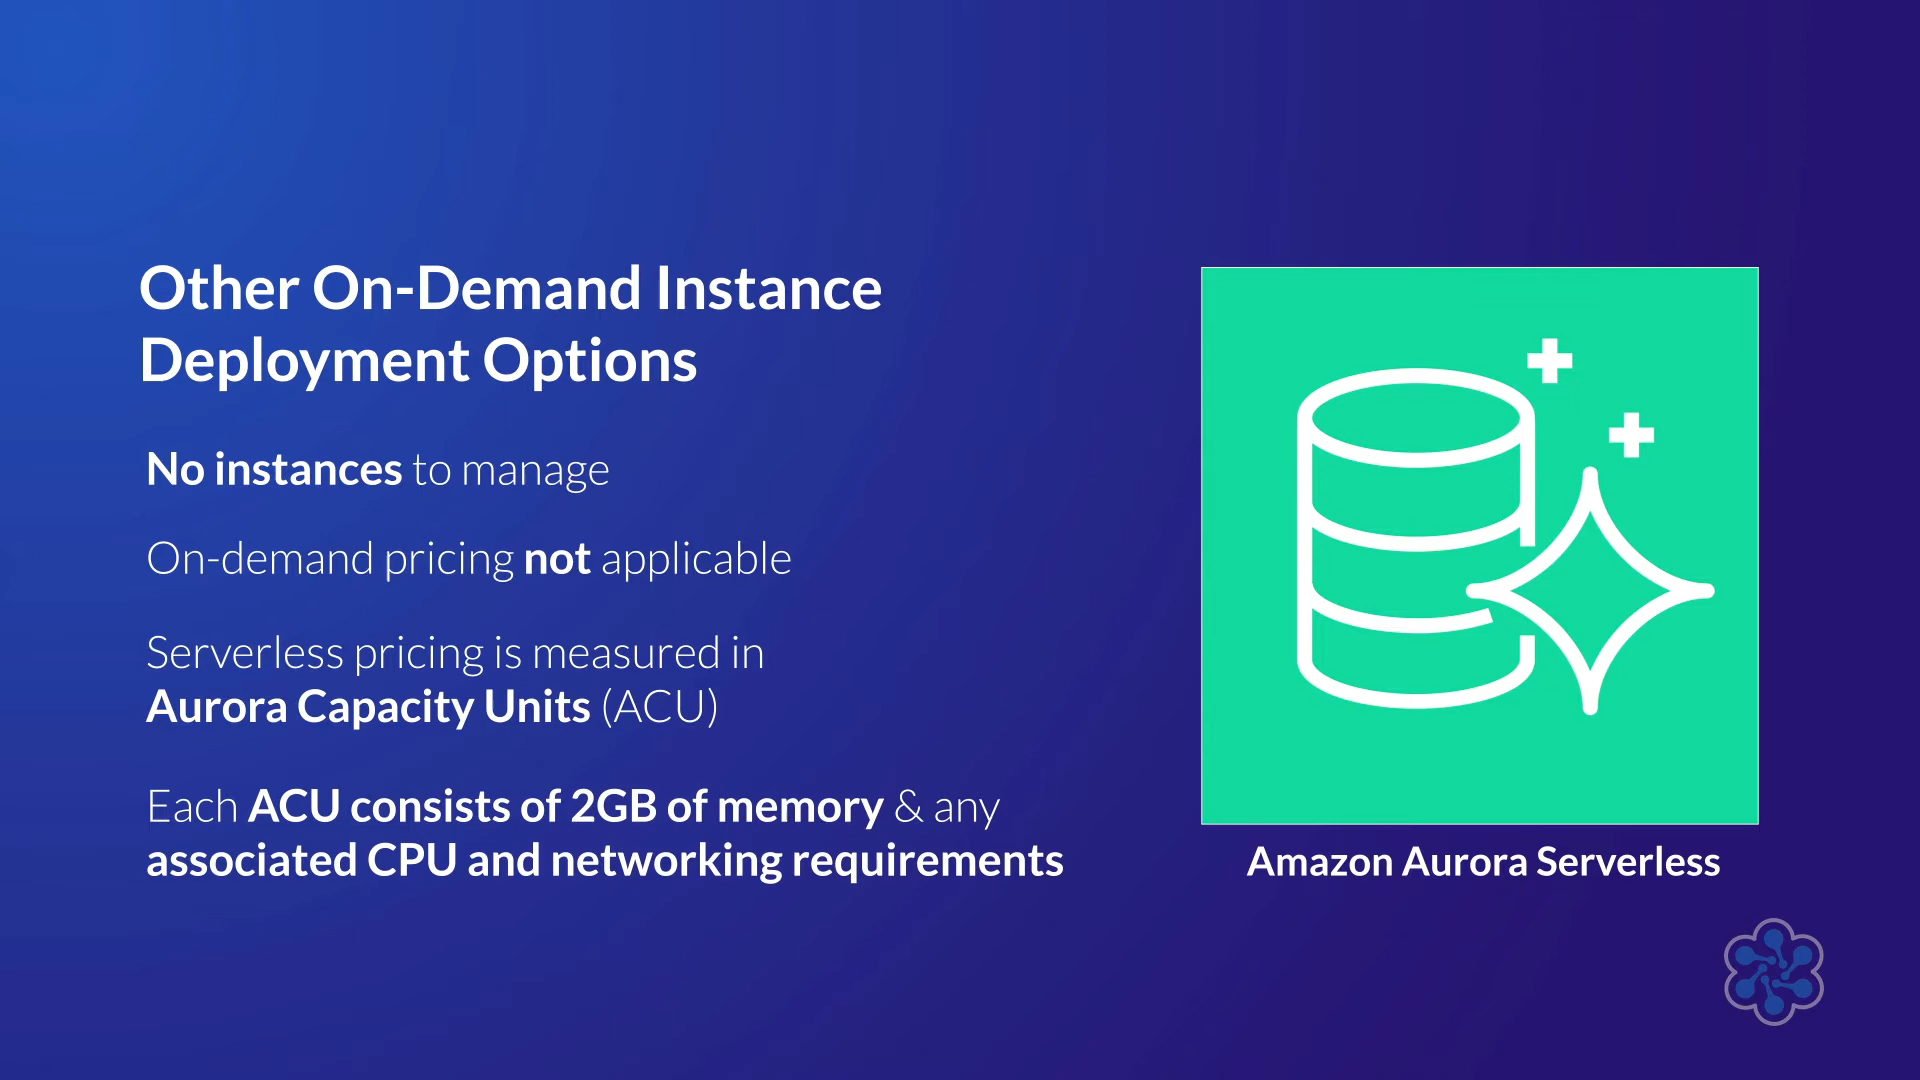 Other On-Demand Instance
Deployment Options
No instances to manage
On-demand pricing not applicable
Serverless pricing is measured in
Aurora Capacity Units (ACU)
Each ACU consists of 2GB of memory & any
associated CPU and networking requirements
Amazon Aurora Serverless